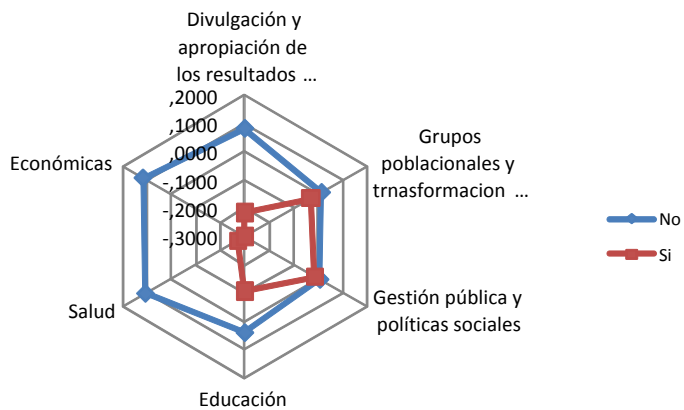 Divulgación y
apropiación de
los resultados ...
,2000
,1000
,0000
-,1000
-,2000
-,3000
Grupos
poblacionales y
trnasformacion ...
Gestión pública y
políticas sociales
Educación
Salud
Económicas
No
Si